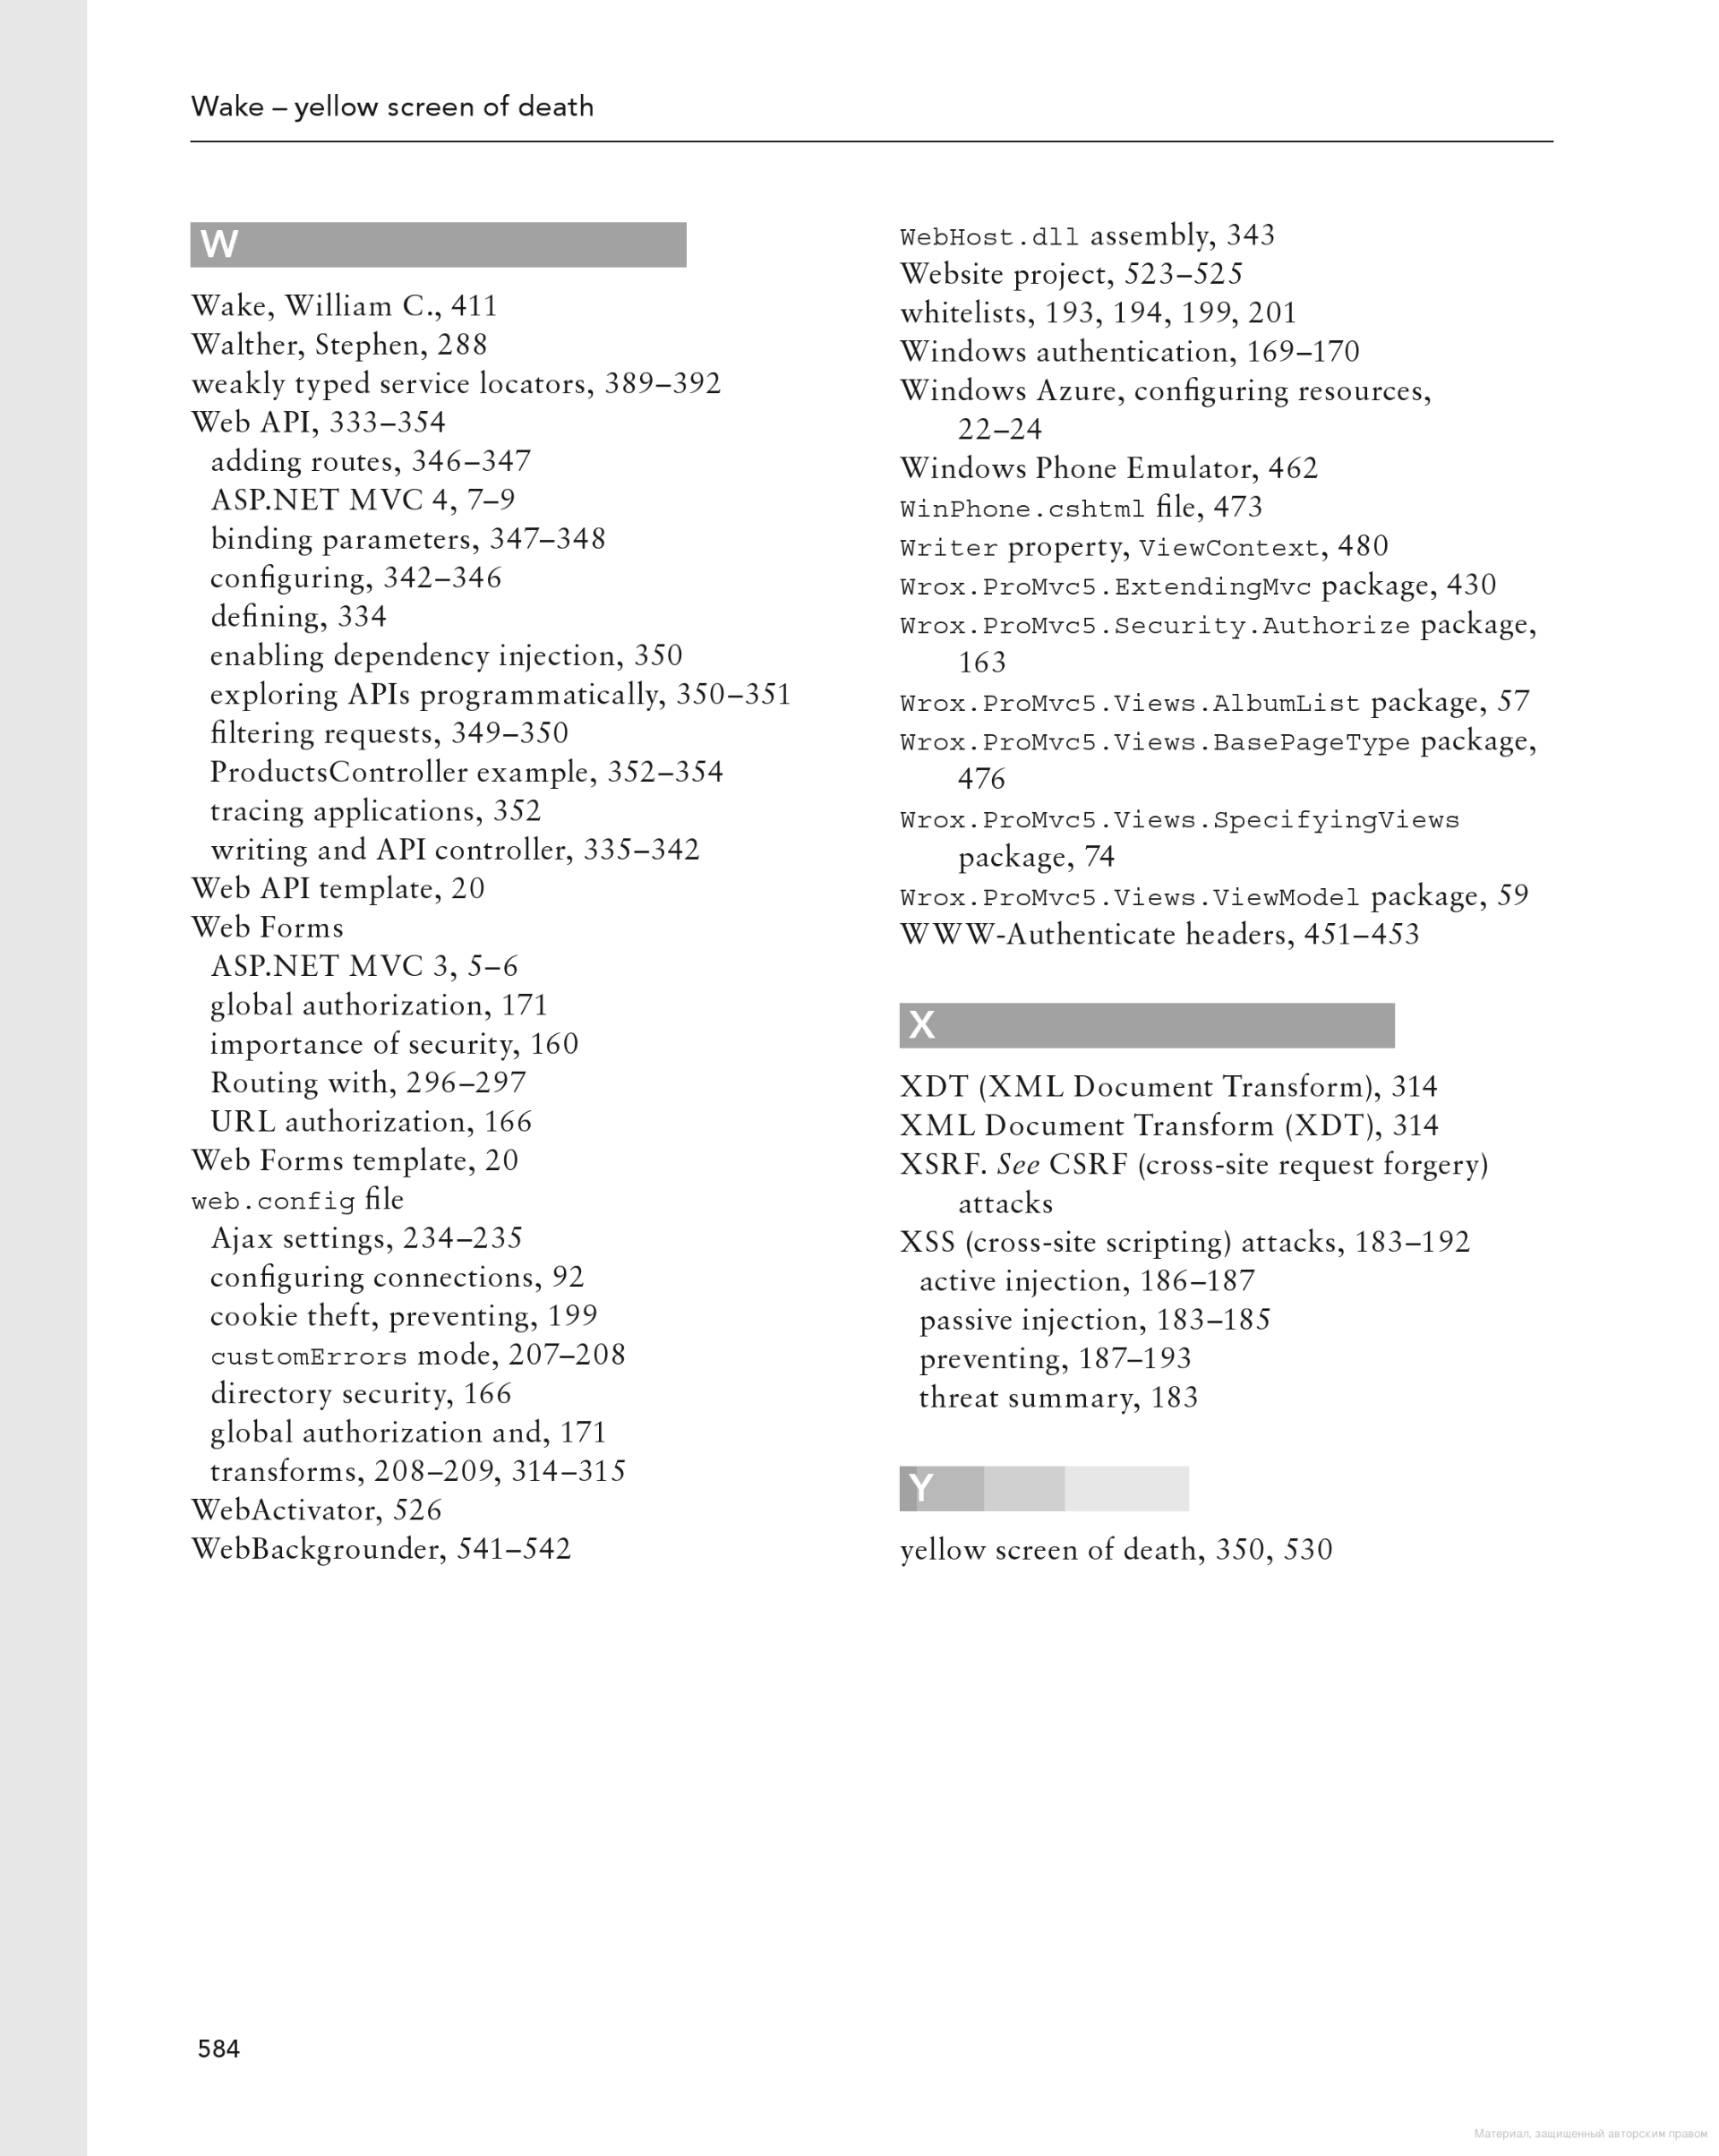 Wake – yellow screen of death
W
Wake, William C., 411
Walther, Stephen, 288
weakly typed service locators, 389–392
Web API, 333–354
adding routes, 346–347
ASP.NET MVC 4, 7–9
binding parameters, 347–348
configuring, 342–346
defining, 334
enabling dependency injection, 350
exploring APIs programmatically, 350–351
filtering requests, 349–350
ProductsController example, 352–354
tracing applications, 352
writing and API controller, 335–342
Web API template, 20
Web Forms
ASP.NET MVC 3, 5–6
global authorization, 171
importance of security, 160
Routing with, 296–297
URL authorization, 166
Web Forms template, 20
web.config file
Ajax settings, 234–235
configuring connections, 92
cookie theft, preventing, 199
customErrors mode, 207–208
directory security, 166
global authorization and, 171
transforms, 208–209, 314–315
WebActivator, 526
WebBackgrounder, 541–542
WebHost.dll assembly, 343
Website project, 523–525
whitelists, 193, 194, 199, 201
Windows authentication, 169–170
Windows Azure, configuring resources,
22–24
Windows Phone Emulator, 462
WinPhone.cshtml file, 473
Writer property, ViewContext, 480
Wrox.ProMvc5.ExtendingMvc package, 430
Wrox.ProMvc5.Security.Authorize package,
163
Wrox.ProMvc5.Views.AlbumList package, 57
Wrox.ProMvc5.Views.BasePageType package,
476
Wrox.ProMvc5.Views.SpecifyingViews
package, 74
Wrox.ProMvc5.Views.ViewModel package, 59
WWW-Authenticate headers, 451–453
X
XDT (XML Document Transform), 314
XML Document Transform (XDT), 314
XSRF. See CSRF (cross-site request forgery)
attacks
XSS (cross-site scripting) attacks, 183–192
active injection, 186–187
passive injection, 183–185
preventing, 187–193
threat summary, 183
Y
yellow screen of death, 350, 530
584
Материал, защищенный авторским правом